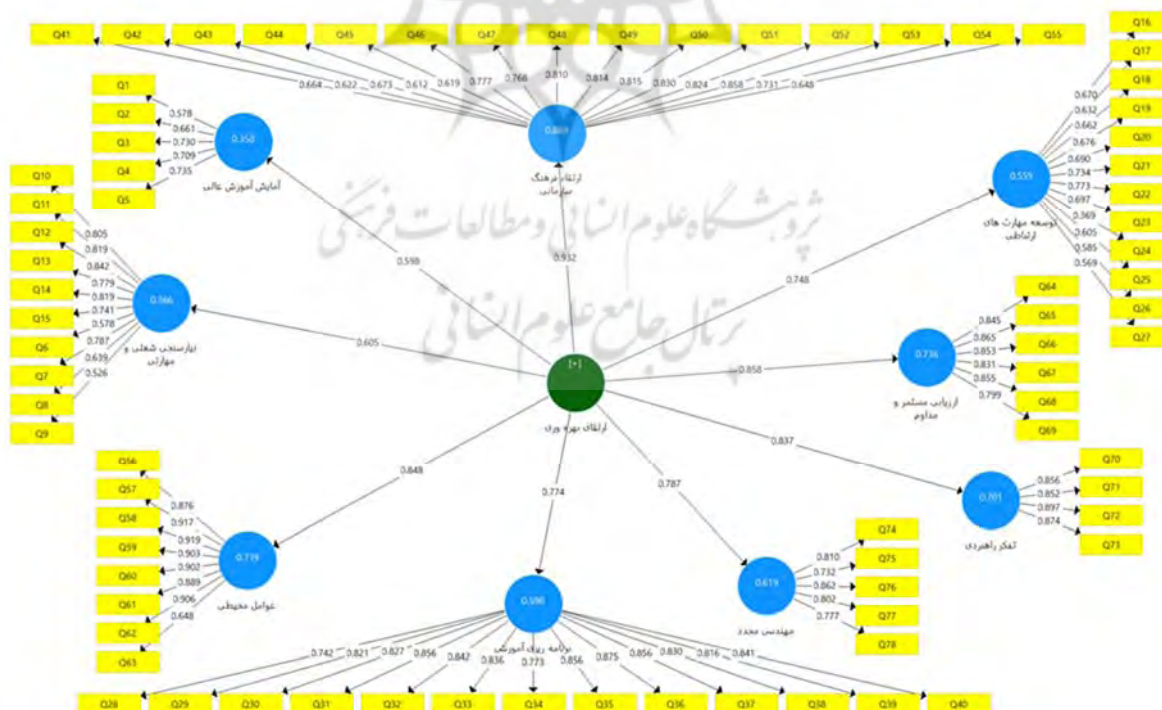 Q41 Q42 Q43 Q44 Q45 Q46 Q47 Q48 Q49 Q50 Q51 Q52 Q53 Q54 Q55
0.664 0.622 0.673 0.612 0.619 0.777 0.766 0.810 0.814 0.815 0.830 0.824 0.858 0.731 0.648
ارتقاء فرهنگ
سازمانی
0.932
Q1
Q2
Q3
Q4
Q5
0.578
0.661
0.730
0.709
0.735
آمایش آموزش عالی
0.598
Q16
Q17
Q18
Q19
Q20
Q21
Q22
Q23
Q24
Q25
Q26
Q27
0.670
0.632
0.662
0.676
0.690
0.734
0.773
0.697
0.369
0.605
0.585
0.569
0.559
توسعه مهارت های
ارتباطی
0.748
پژوهشگاه علوم انسانی و مطالعات فرهنگی
پرتال جامع علوم انسانی
Q10
Q11
Q12
Q13
Q14
Q15
Q6
Q7
Q8
Q9
0.805
0.819
0.842
0.779
0.819
0.741
0.578
0.787
0.639
0.526
0.366
نیازسنجی شغلی و
مهارتی
0.605
[+]
ارتقای بهره وری
Q64
Q65
Q66
Q67
Q68
Q69
0.845
0.865
0.853
0.831
0.855
0.799
0.736
ارزیابی مستمر و
مداوم
0.858
Q70
Q71
Q72
Q73
0.856
0.852
0.897
0.874
0.701
تفکر راهبردی
0.837
Q56
Q57
Q58
Q59
Q60
Q61
Q62
Q63
0.876
0.917
0.919
0.903
0.902
0.889
0.906
0.648
0.719
عوامل محیطی
0.848
Q74
Q75
Q76
Q77
Q78
0.810
0.732
0.862
0.802
0.777
0.619
مهندسی مجدد
0.787
0.774
برنامه ریزی آموزشی
0.742 0.821 0.827 0.856 0.842 0.836 0.773 0.856 0.875 0.856 0.830 0.816 0.841
Q28 Q29 Q30 Q31 Q32 Q33 Q34 Q35 Q36 Q37 Q38 Q39 Q40